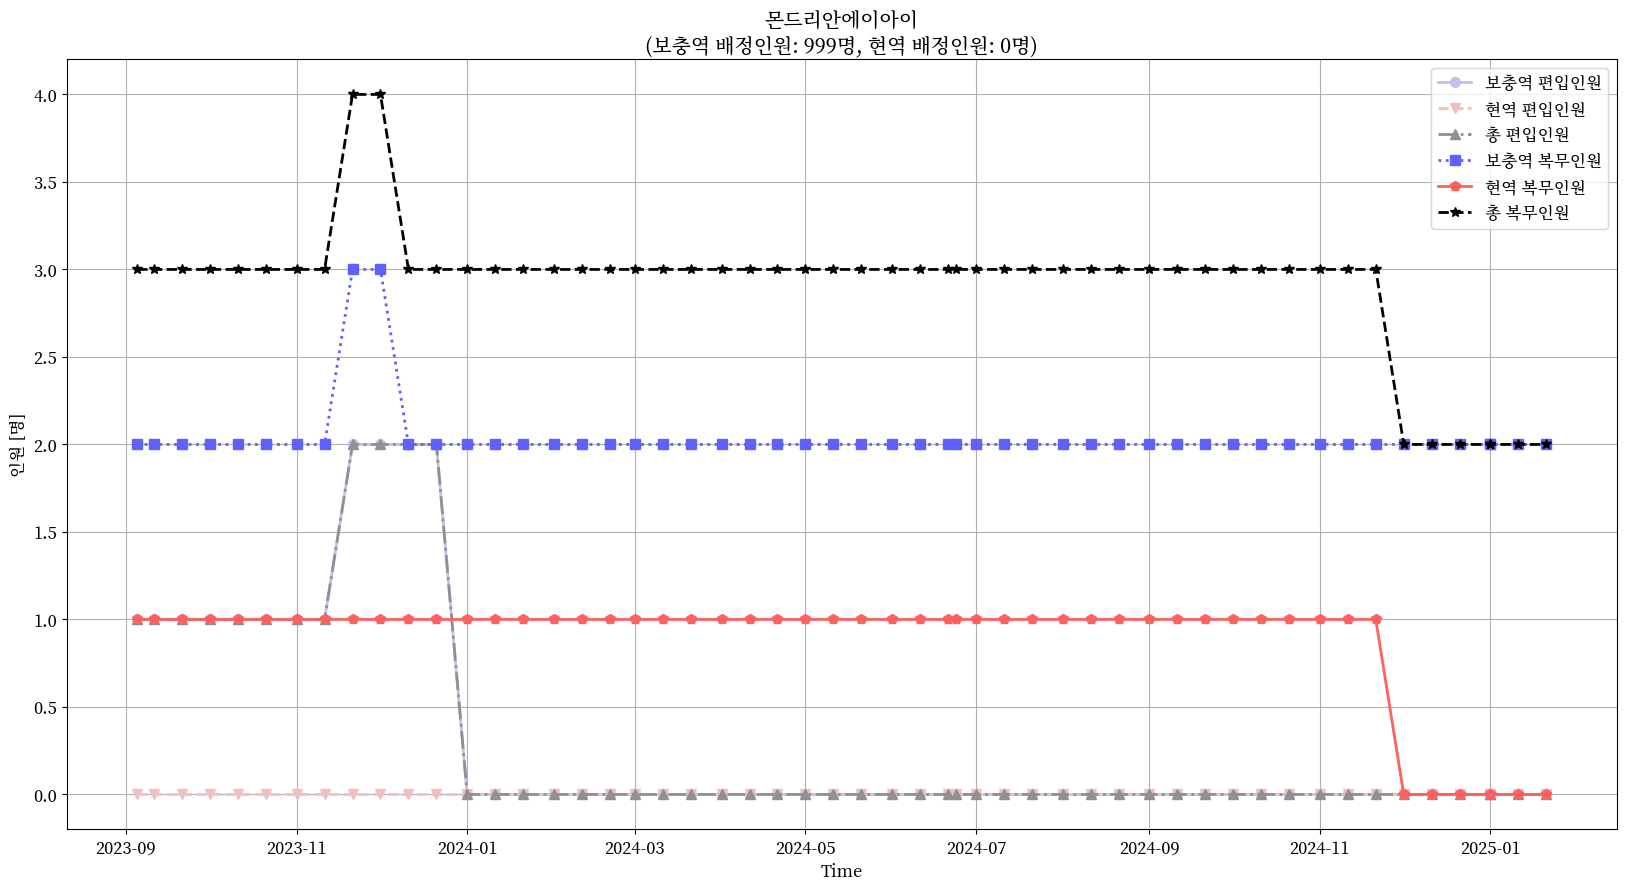 몬드리안에이아이
(보충역 배정인원: 999명, 현역 배정인원: 0명)
보충역 편입인원
현역 편입인원
총 편입인원
보충역 복무인원
현역 복무인원
총 복무인원
인원 [명]
4.0
3.5
3.0
2.5
2.0
1.5
1.0
0.5
0.0
2023-09
2023-11
2024-01
2024-03
2024-05
2024-07
2024-09
2024-11
2025-01
Time